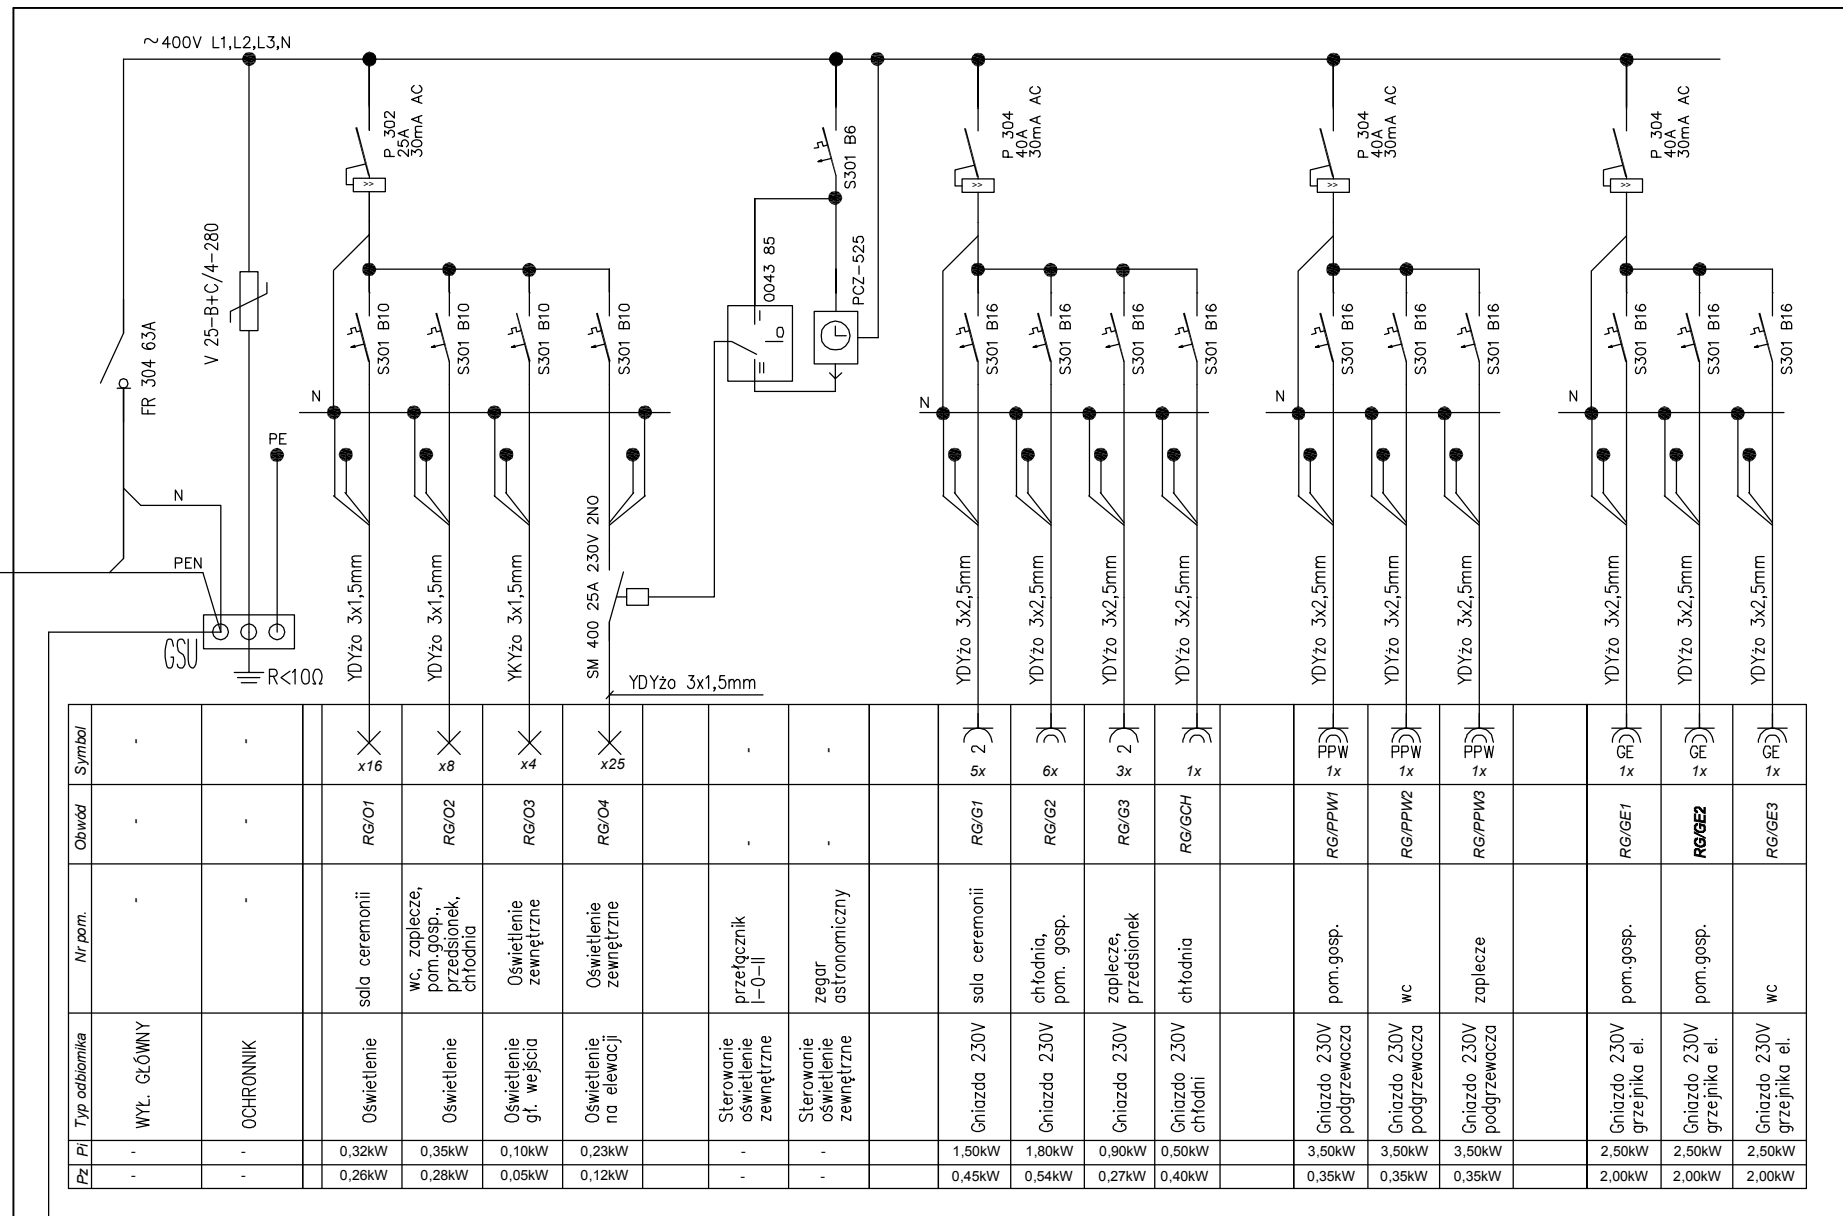 ~400V L1,L2,L3,N
FR 304 63A
V 25-B+C/4-280
P 302
25A
30mA AC
S301 B6
0043 85
I
0
II
PCZ-525
P 304
40A
30mA AC
P 304
40A
30mA AC
P 304
40A
30mA AC
>>
>>
>>
>>
S301 B10
S301 B10
S301 B10
S301 B10
S301 B16
S301 B16
S301 B16
S301 B16
S301 B16
S301 B16
S301 B16
S301 B16
S301 B16
S301 B16
N
N
N
N
PE
N
PEN
GSU
R<10Ω
YDYżo 3x1,5mm
YDYżo 3x1,5mm
YKYżo 3x1,5mm
SM 400 25A 230V 2NO
YDYżo 3x1,5mm
YDYżo 3x2,5mm
YDYżo 3x2,5mm
YDYżo 3x2,5mm
YDYżo 3x2,5mm
YDYżo 3x2,5mm
YDYżo 3x2,5mm
YDYżo 3x2,5mm
YDYżo 3x2,5mm
YDYżo 3x2,5mm
YDYżo 3x2,5mm
Symbol
- - x16 x8 x4 x25 - - 2 5x 6x 2 3x 1x PPW 1x PPW 1x PPW 1x GE 1x GE 1x GE 1x
Obwód
- - RG/O1 RG/O2 RG/O3 RG/O4 - - RG/G1 RG/G2 RG/G3 RG/GCH RG/PPW1 RG/PPW2 RG/PPW3 RG/GE1 RG/GE2 RG/GE3
Nr pom.
-
-
sala ceremonii
wc, zaplecze,
pom.gosp.,
przedsionek,
chłodnia
Oświetlenie
zewnętrzne
Oświetlenie
zewnętrzne
przełącznik
I-0-II
zegar
astronomiczny
sala ceremonii
chłodnia,
pom. gosp.
zaplecze,
przedsionek
chłodnia
pom.gosp.
wc
zaplecze
pom.gosp.
pom.gosp.
wc
Typ odbiornika
WYŁ. GŁÓWNY
OCHRONNIK
Oświetlenie
Oświetlenie
Oświetlenie
gł. wejścia
Oświetlenie
na elewacji
Sterowanie
oświetlenie
zewnętrzne
Sterowanie
oświetlenie
zewnętrzne
Gniazda 230V
Gniazda 230V
Gniazda 230V
Gniazdo 230V
chłodni
Gniazdo 230V
podgrzewacza
Gniazdo 230V
podgrzewacza
Gniazdo 230V
podgrzewacza
Gniazdo 230V
grzejnika el.
Gniazdo 230V
grzejnika el.
Gniazdo 230V
grzejnika el.
Pi - - 0,32kW 0,35kW 0,10kW 0,23kW - - 1,50kW 1,80kW 0,90kW 0,50kW 3,50kW 3,50kW 3,50kW 2,50kW 2,50kW 2,50kW
Pz - - 0,26kW 0,28kW 0,05kW 0,12kW - - 0,45kW 0,54kW 0,27kW 0,40kW 0,35kW 0,35kW 0,35kW 2,00kW 2,00kW 2,00kW